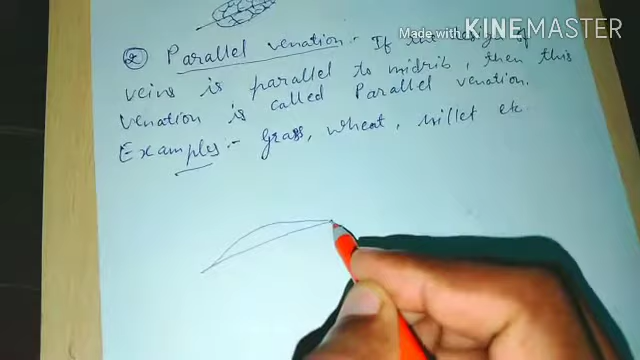 Made with KINEMASTER
Parallel venation :- If the of
veins is parallel to midrib, then this
venation is called Parallel venation.
Examples :- Grass, wheat, millet etc.